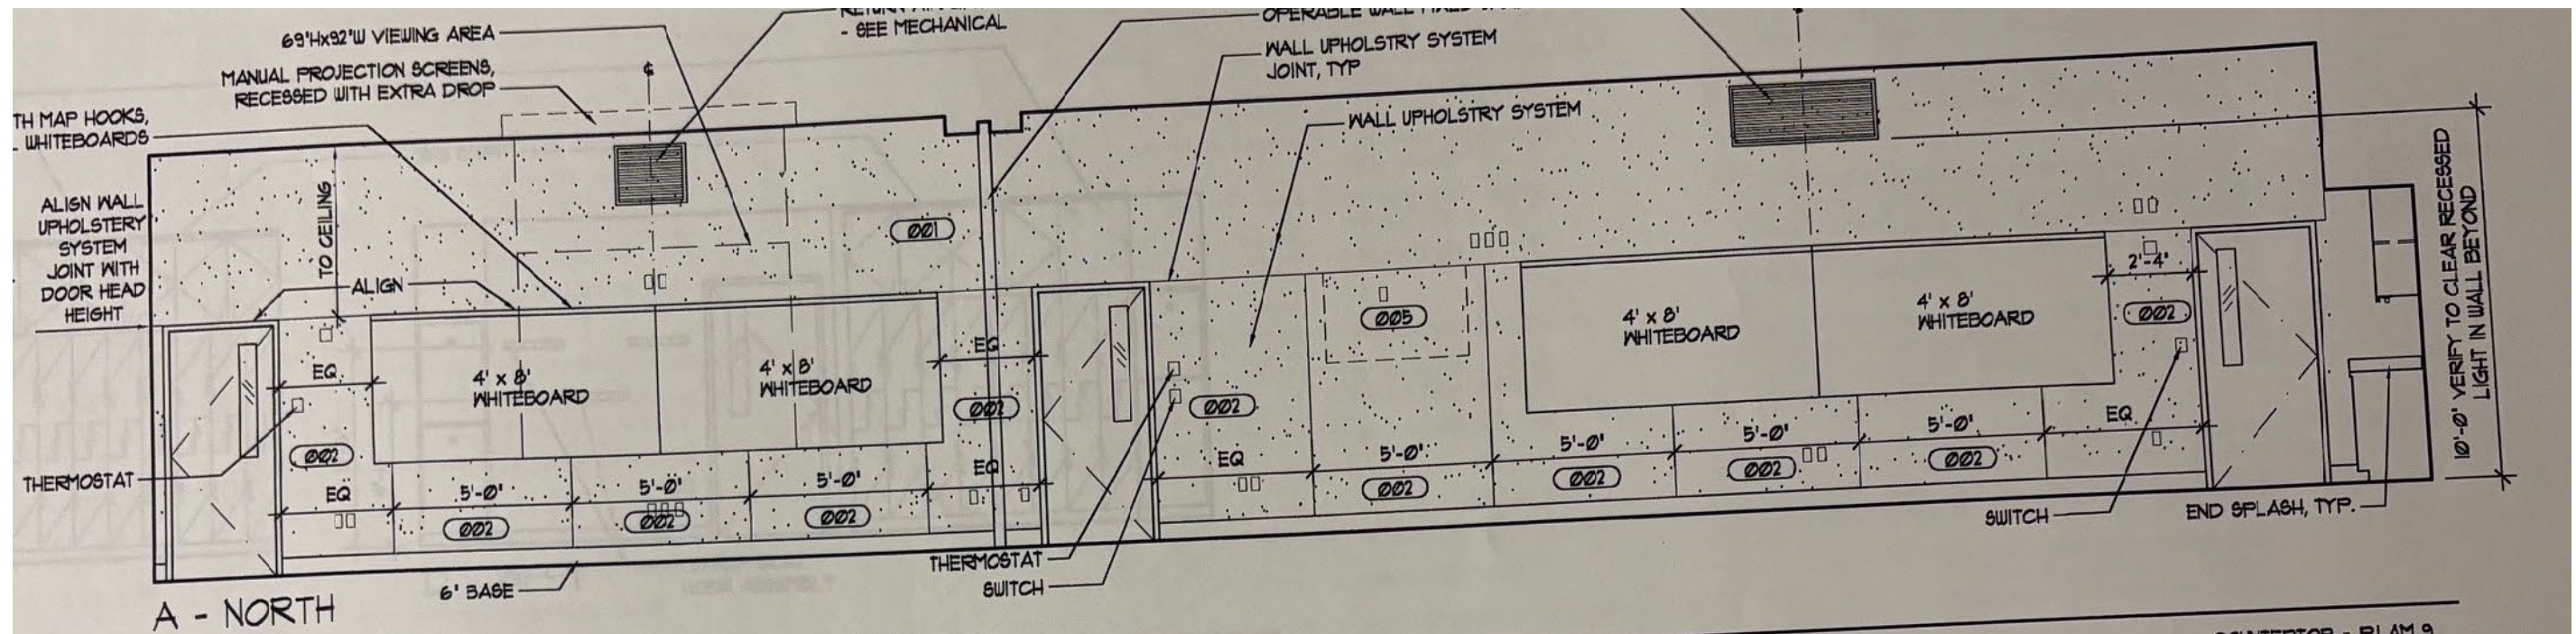 69"Hx92"W VIEWING AREA
MANUAL PROJECTION SCREENS,
RECESSED WITH EXTRA DROP
TH MAP HOOKS,
WHITEBOARDS
- SEE MECHANICAL
WALL UPHOLSTRY SYSTEM
JOINT, TYP
WALL UPHOLSTRY SYSTEM
ALIGN WALL
UPHOLSTERY
SYSTEM
JOINT WITH
DOOR HEAD
HEIGHT
TO CEILING
ALIGN
001
EQ
4' x 8'
WHITEBOARD
4' x 8'
WHITEBOARD
EQ
002
002
THERMOSTAT
EQ
5'-0"
5'-0"
5'-0"
EQ
002
002
002
6" BASE
THERMOSTAT
SWITCH
002
EQ
005
5'-0"
002
4' x 8'
WHITEBOARD
4' x 8'
WHITEBOARD
2'-4"
002
5'-0"
5'-0"
5'-0"
EQ
002
002
002
SWITCH
END SPLASH, TYP.
10'-0" VERIFY TO CLEAR RECESSED
LIGHT IN WALL BEYOND
A - NORTH